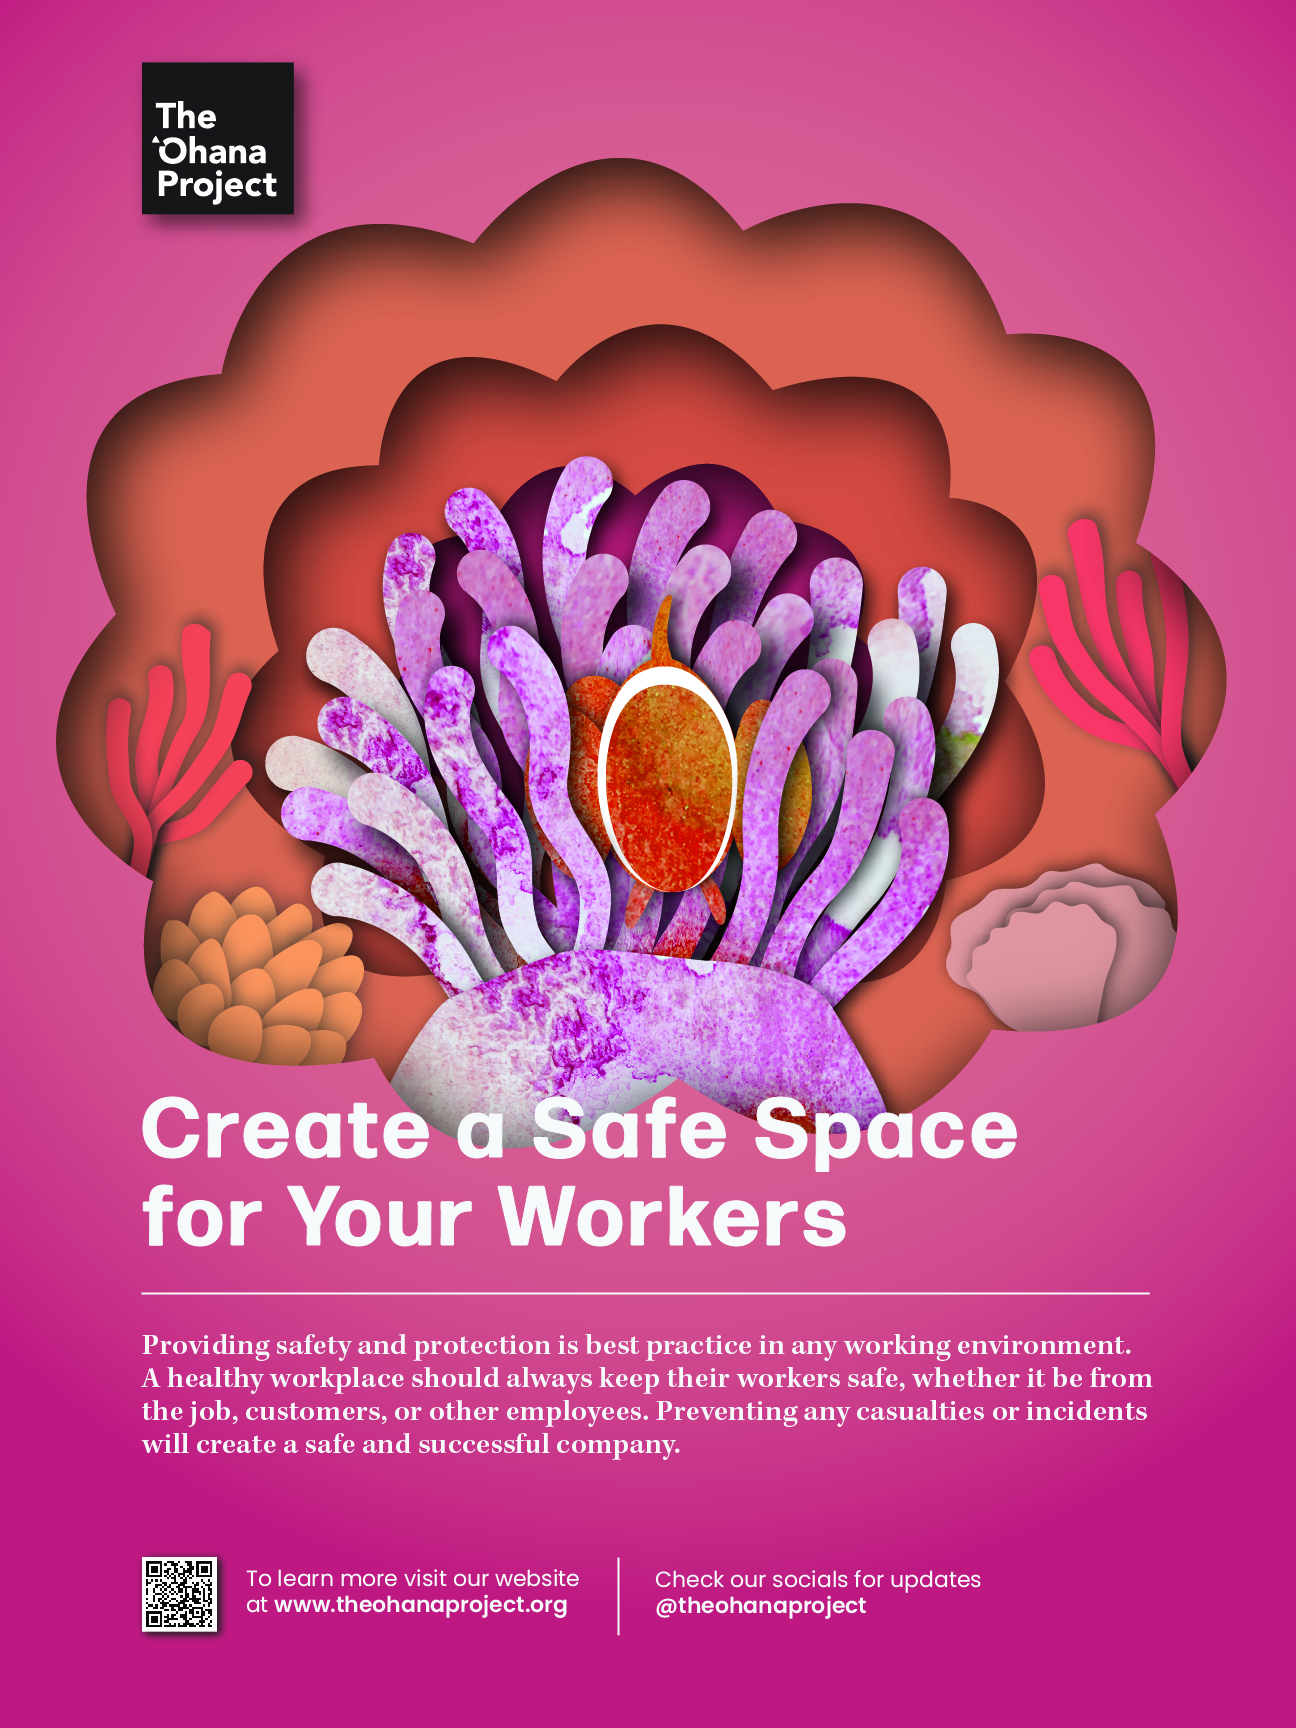 The
‘Ohana
Project
Create a Safe Space
for Your Workers
Providing safety and protection is best practice in any working environment.
A healthy workplace should always keep their workers safe, whether it be from
the job, customers, or other employees. Preventing any casualties or incidents
will create a safe and successful company.
To learn more visit our website
at www.theohanaproject.org
Check our socials for updates
@theohanaproject